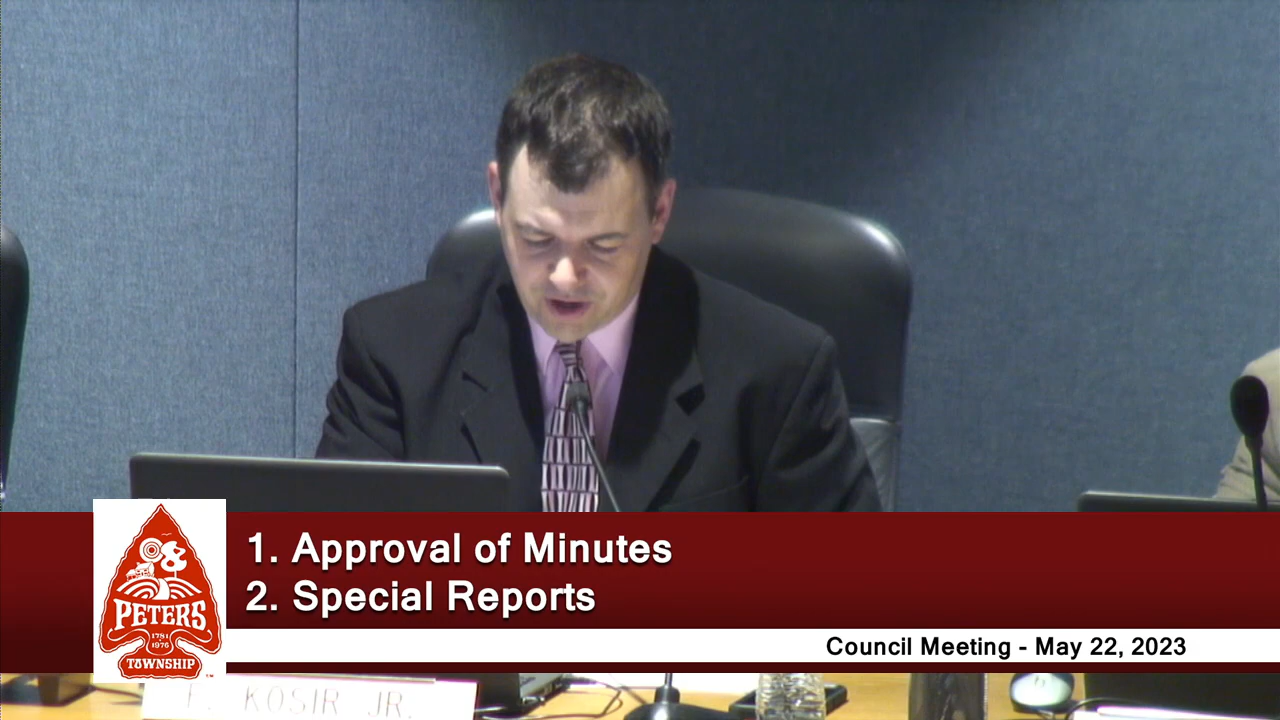 1. Approval of Minutes
2. Special Reports
PETERS
1781
1976
TOWNSHIP
Council Meeting - May 22, 2023
KOSIR JR.